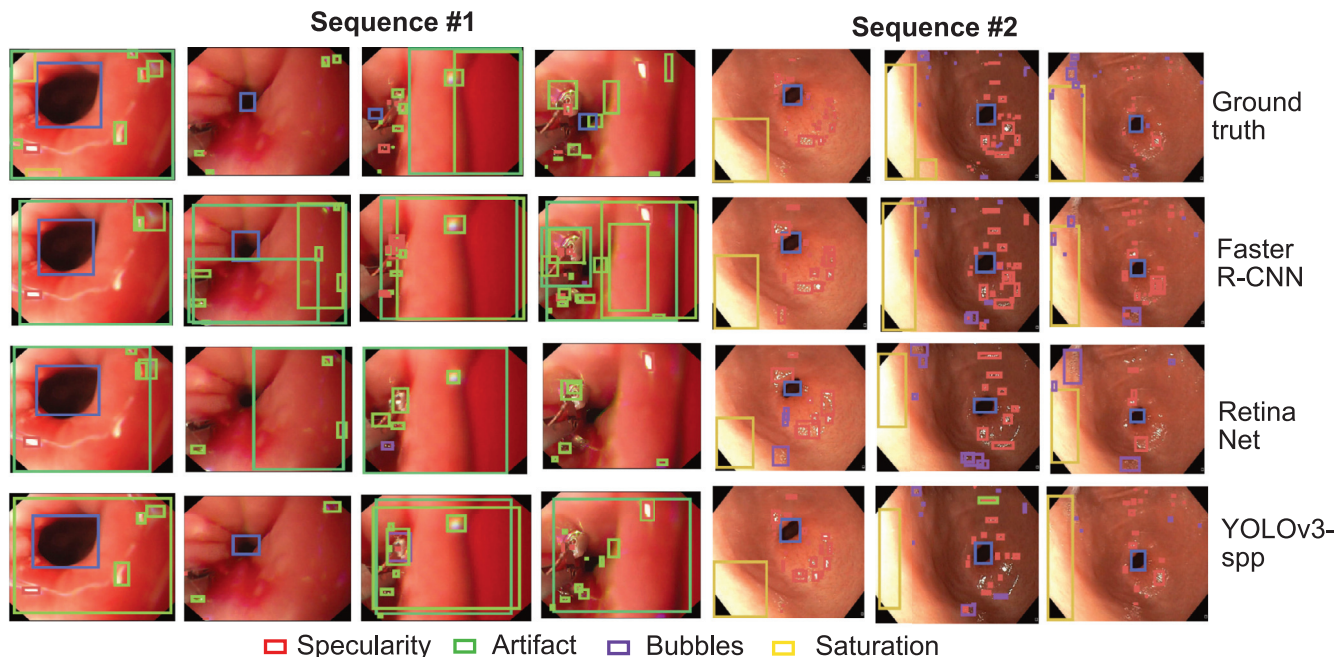 Sequence #1
Sequence #2
Ground
truth
Faster
R-CNN
Retina
Net
YOLOv3-
spp
Specularity
Artifact
Bubbles
Saturation